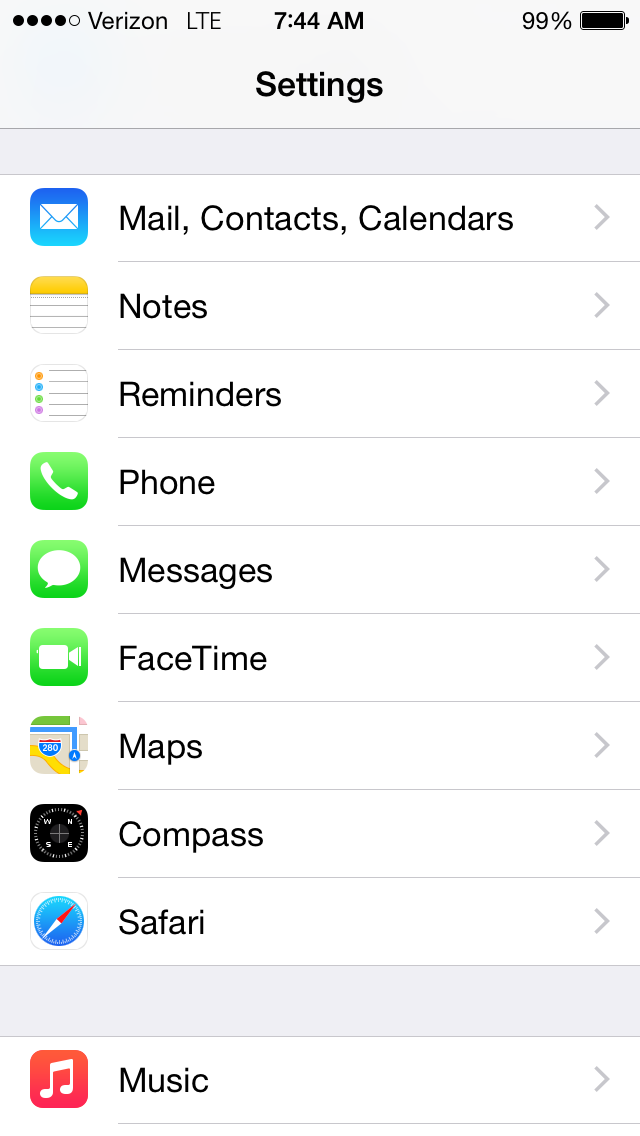 Verizon LTE 7:44 AM 99%
Settings
Mail, Contacts, Calendars
Notes
Reminders
Phone
Messages
FaceTime
280
Maps
W N
S E
Compass
Safari
Music